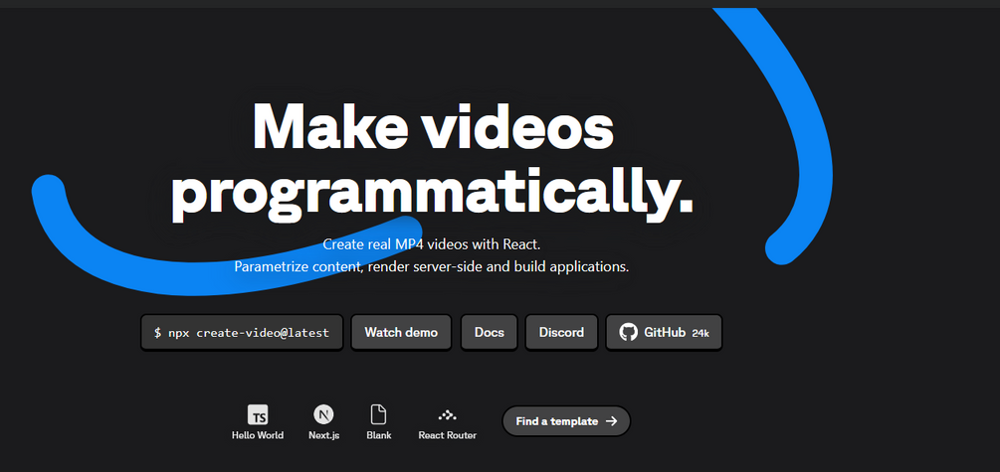 Make videos
programmatically.
Create real MP4 videos with React.
Parametrize content, render server-side and build applications.
$ npx create-video@latest
Watch demo
Docs
Discord
GitHub 24k
TS
Hello World
N
Next.js
Blank
React Router
Find a template →